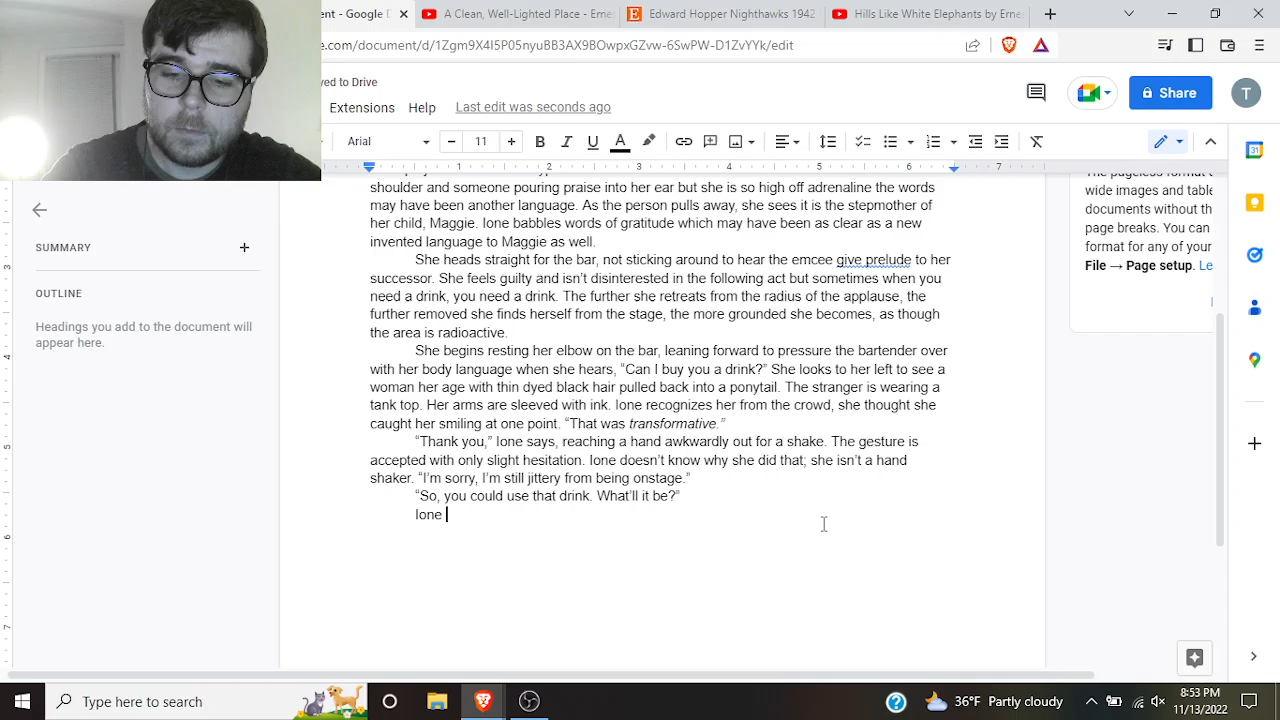 nt - Google D
A Clean, Well-Lighted Place - Erne
Edward Hopper Nighthawks 1942
Hills Like White Elephants by Erne
e.com/document/d/1Zgm9X4I5P05nyuBB3AX9BOwpxGZvw-6SwPW-D1ZvYYk/edit
ved to Drive
Extensions Help Last edit was seconds ago
Share
T
Arial
11
1 2 3 4 5 6 7
SUMMARY
OUTLINE
Headings you add to the document will
appear here.
shoulder and someone pouring praise into her ear but she is so high off adrenaline the words
may have been another language. As the person pulls away, she sees it is the stepmother of
her child, Maggie. Ione babbles words of gratitude which may have been as clear as a new
invented language to Maggie as well.
She heads straight for the bar, not sticking around to hear the emcee give prelude to her
successor. She feels guilty and isn't disinterested in the following act but sometimes when you
need a drink, you need a drink. The further she retreats from the radius of the applause, the
further removed she finds herself from the stage, the more grounded she becomes, as though
the area is radioactive.
She begins resting her elbow on the bar, leaning forward to pressure the bartender over
with her body language when she hears, “Can I buy you a drink?” She looks to her left to see a
woman her age with thin dyed black hair pulled back into a ponytail. The stranger is wearing a
tank top. Her arms are sleeved with ink. Ione recognizes her from the crowd, she thought she
caught her smiling at one point. “That was transformative.”
“Thank you,” Ione says, reaching a hand awkwardly out for a shake. The gesture is
accepted with only slight hesitation. Ione doesn't know why she did that; she isn't a hand
shaker. “I'm sorry, I'm still jittery from being onstage.”
“So, you could use that drink. What'll it be?”
Ione
wide images and table
documents without th
page breaks. You can
format for any of your
File → Page setup. Le
3
4
5
6
7
31
Type here to search
36°F Partly cloudy
8:53 PM
11/13/2022